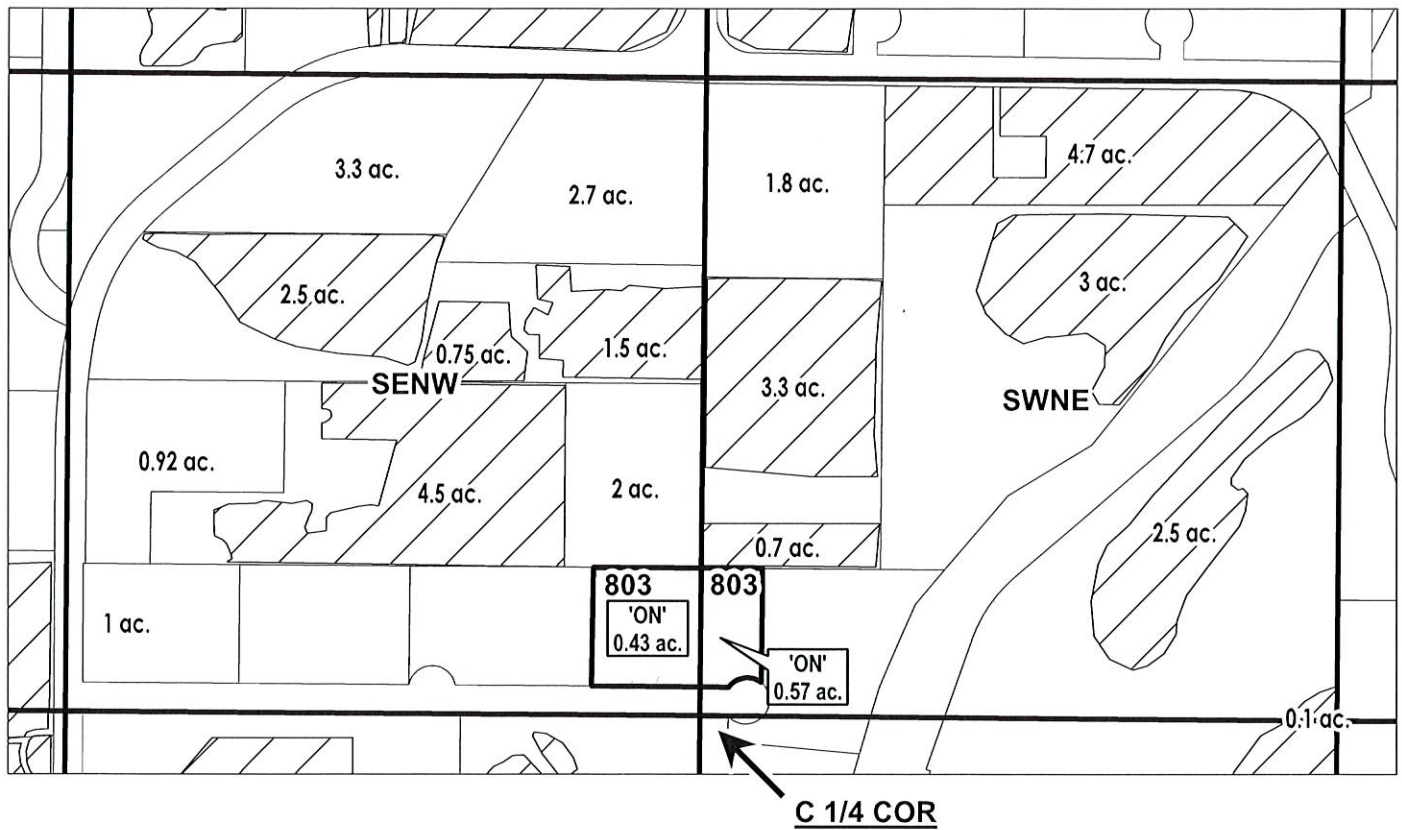 3.3 ac.
2.7 ac.
1.8 ac.
4.7 ac.
2.5 ac.
3 ac.
0.75 ac.
1.5 ac.
SENW
3.3 ac.
SWNE
0.92 ac.
4.5 ac.
2 ac.
0.7 ac.
2.5 ac.
803
803
1 ac.
'ON'
0.43 ac.
'ON'
0.57 ac.
0.1 ac.
C 1/4 COR